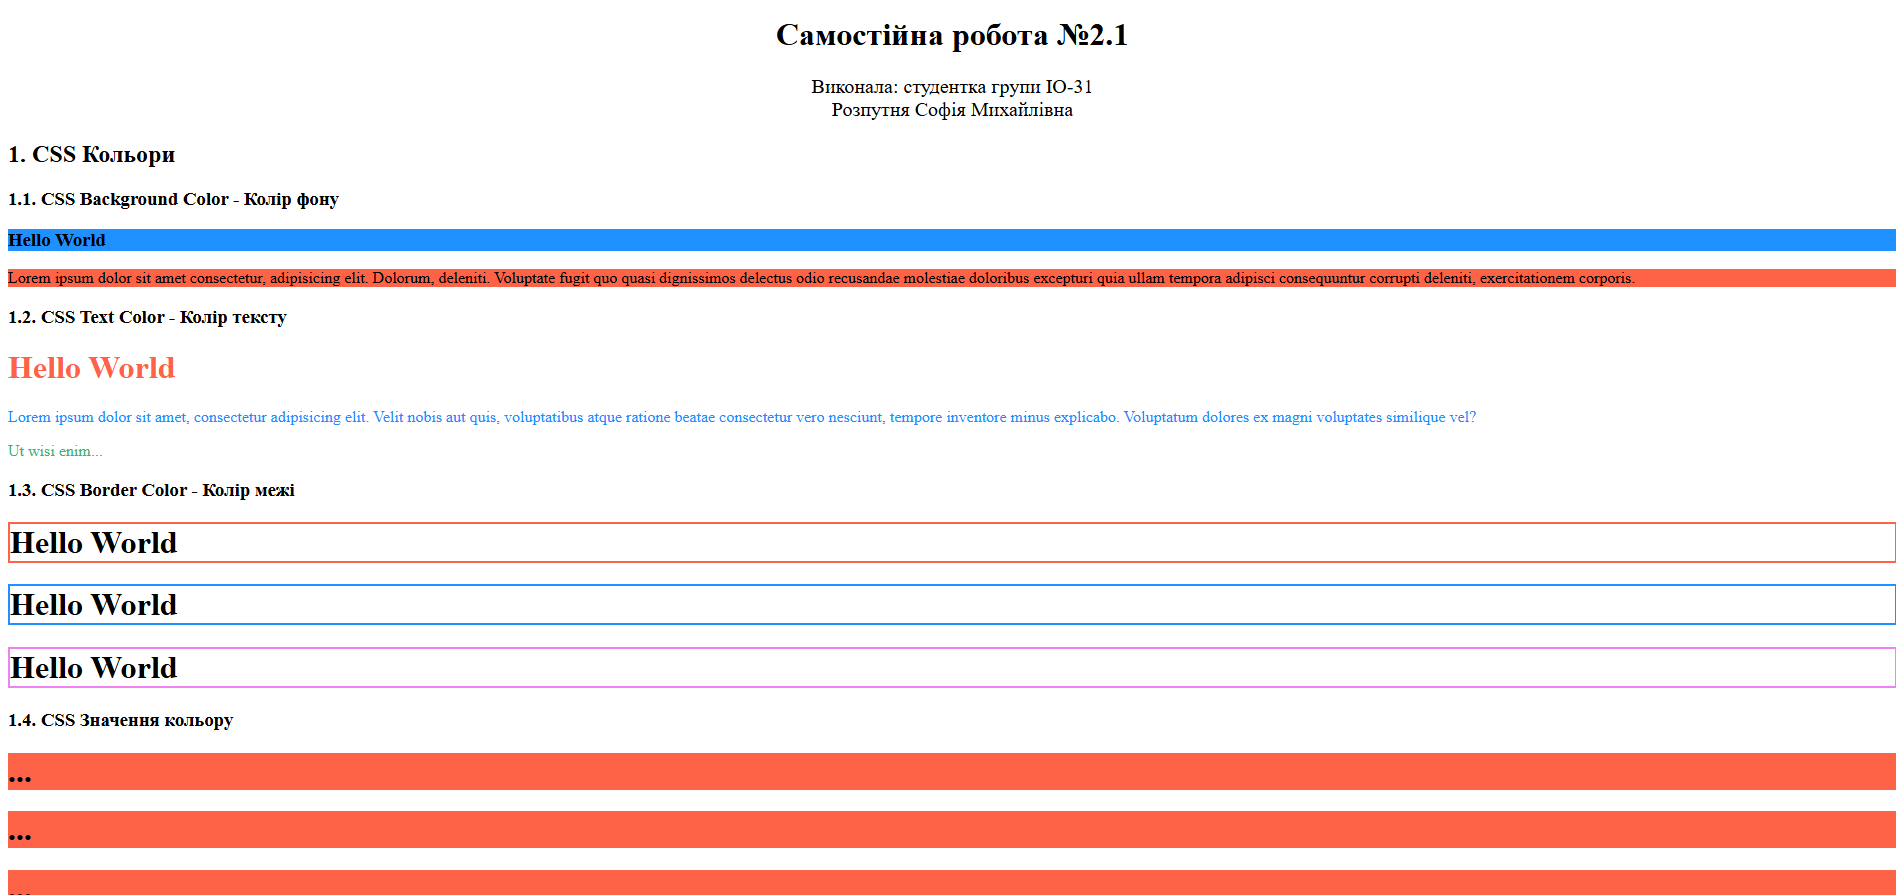 Самостійна робота №2.1
Виконала: студентка групи ІО-31
Розпутня Софія Михайлівна
1. CSS Кольори
1.1. CSS Background Color - Колір фону
Hello World
Lorem ipsum dolor sit amet consectetur, adipisicing elit. Dolorum, deleniti. Voluptate fugit quo quasi dignissimos delectus odio recusandae molestiae doloribus excepturi quia ullam tempora adipisci consequuntur corrupti deleniti, exercitationem corporis.
1.2. CSS Text Color - Колір тексту
Hello World
Lorem ipsum dolor sit amet, consectetur adipisicing elit. Velit nobis aut quis, voluptatibus atque ratione beatae consectetur vero nesciunt, tempore inventore minus explicabo. Voluptatum dolores ex magni voluptates similique vel?
Ut wisi enim...
1.3. CSS Border Color - Колір межі
Hello World
Hello World
Hello World
1.4. CSS Значення кольору
...
...
...